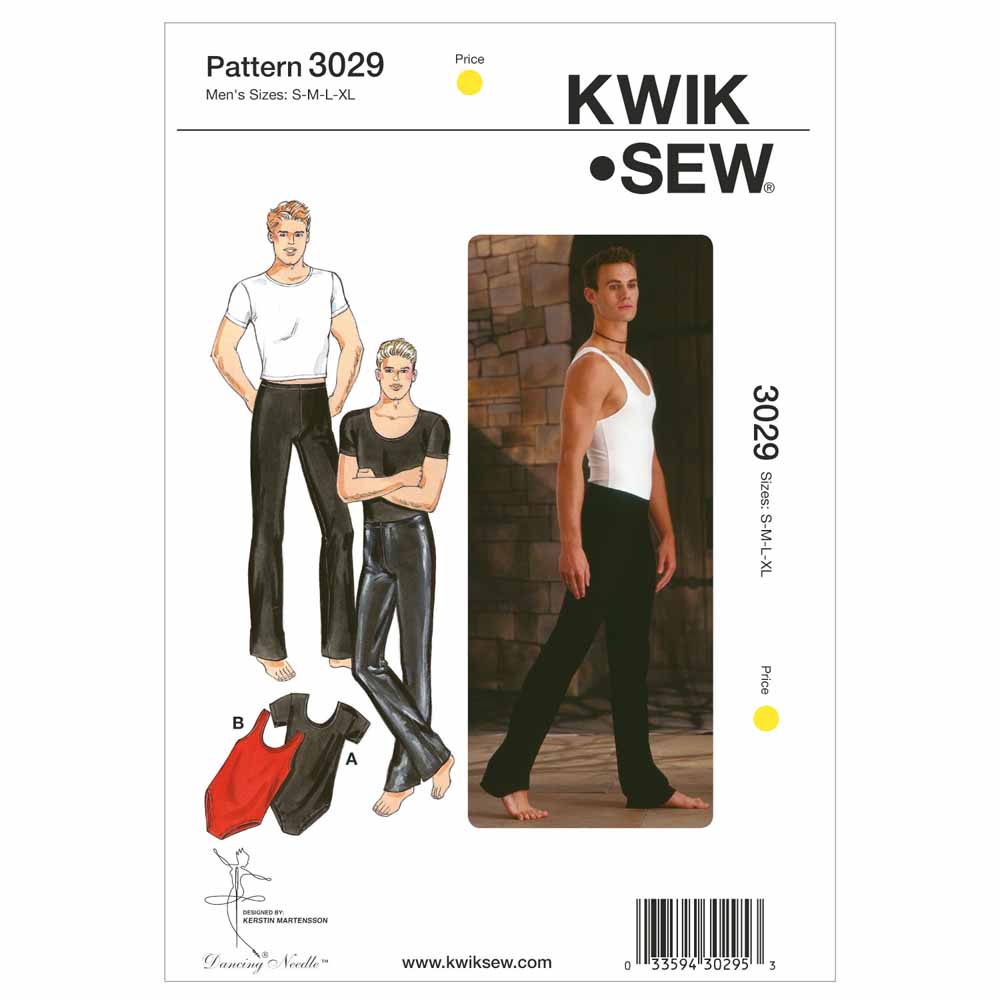 Pattern 3029
Men's Sizes: S-M-L-XL
Price
KWIK
•SEW®
3029 Sizes: S-M-L-XL
Price
B
A
DESIGNED BY:
KERSTIN MARTENSSON
Dancing Needle™
®
www.kwiksew.com
0 33594 30295 3